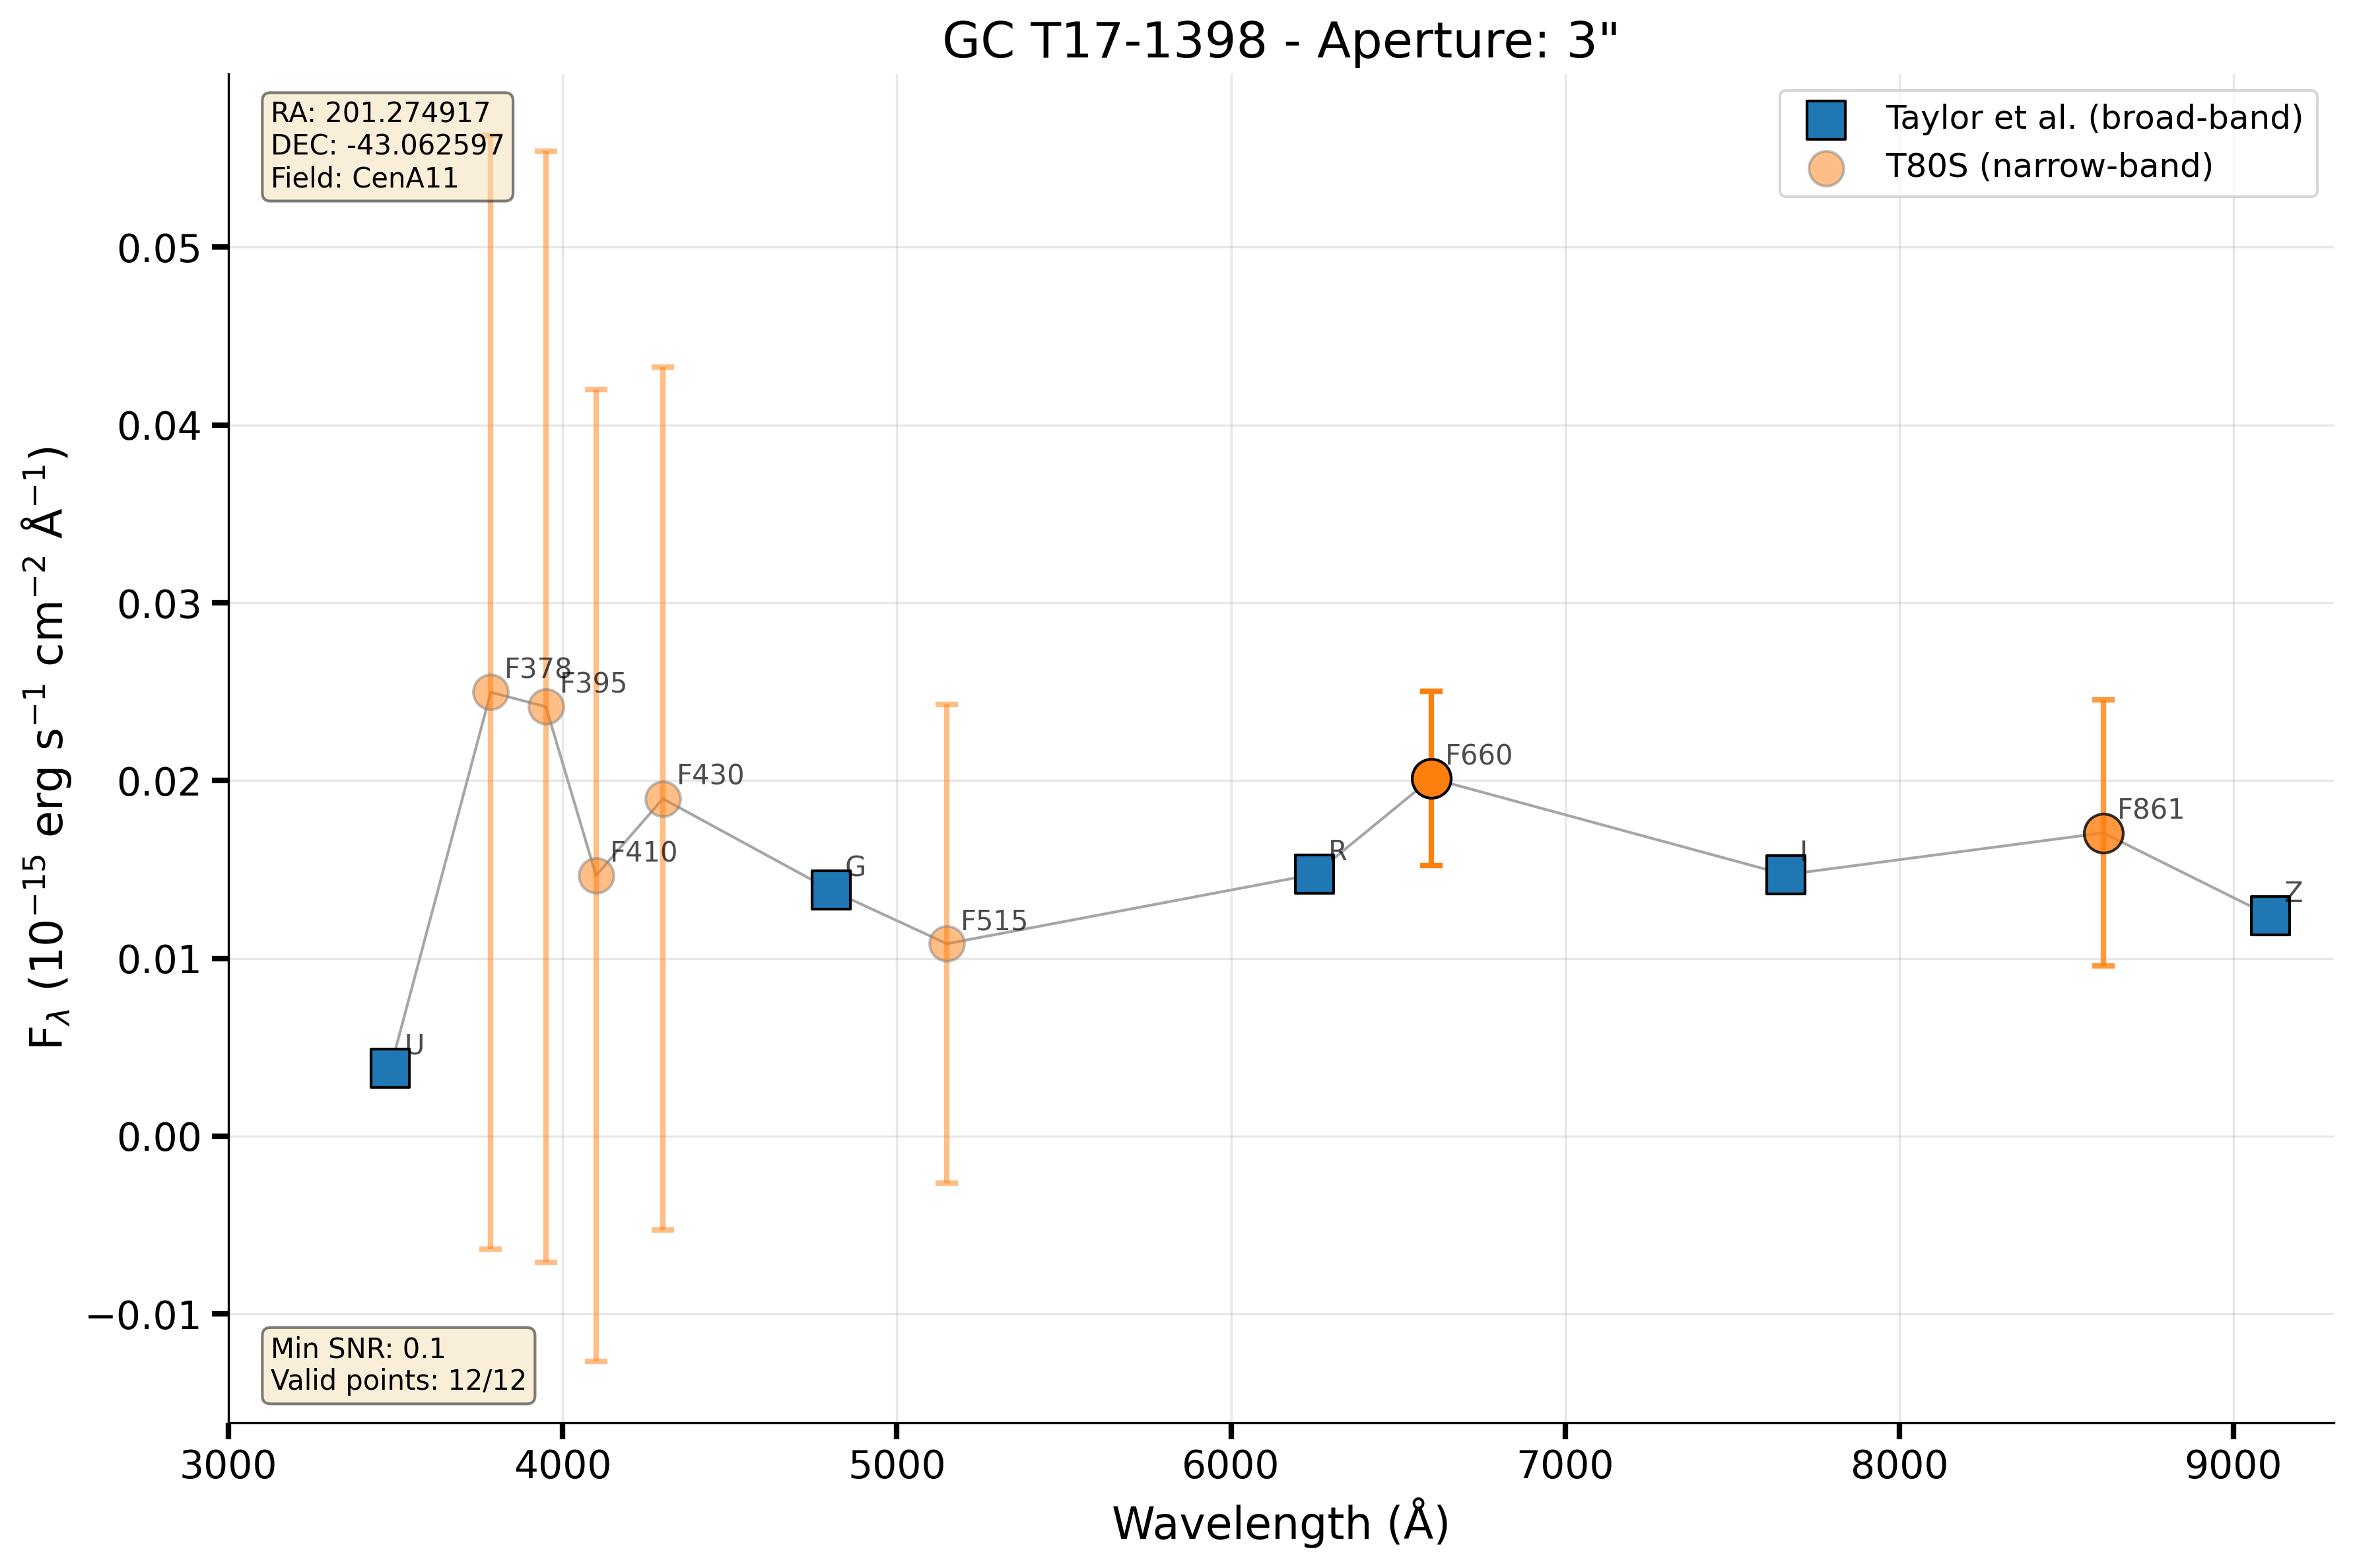 GC T17-1398 - Aperture: 3"
RA: 201.274917
DEC: -43.062597
Field: CenA11
Taylor et al. (broad-band)
T80S (narrow-band)
0.05
0.04
0.03
0.02
0.01
0.00
−0.01
F_λ (10⁻¹⁵ erg s⁻¹ cm⁻² Å⁻¹)
U
F378
F395
F410
F430
G
F515
R
F660
I
F861
Z
Min SNR: 0.1
Valid points: 12/12
3000 4000 5000 6000 7000 8000 9000
Wavelength (Å)